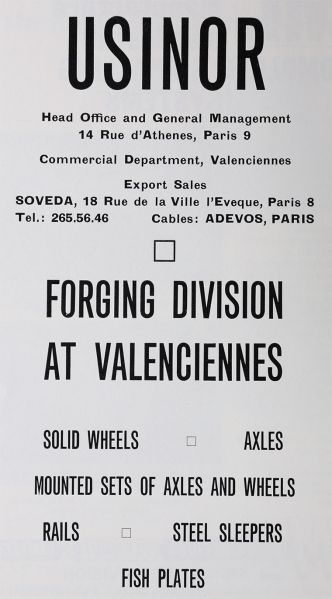 USINOR
Head Office and General Management
14 Rue d'Athenes, Paris 9
Commercial Department, Valenciennes
Export Sales
SOVEDA, 18 Rue de la Ville l'Eveque, Paris 8
Tel.: 265.56.46 Cables: ADEVOS, PARIS
FORGING DIVISION
AT VALENCIENNES
SOLID WHEELS □ AXLES
MOUNTED SETS OF AXLES AND WHEELS
RAILS □ STEEL SLEEPERS
FISH PLATES